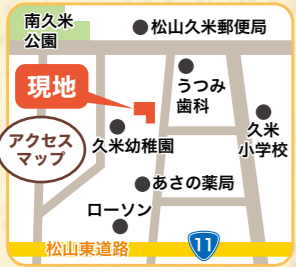 南久米
公園
松山久米郵便局
現地
うつみ
歯科
アクセス
マップ
久米幼稚園
久米
小学校
あさの薬局
ローソン
松山東道路
11